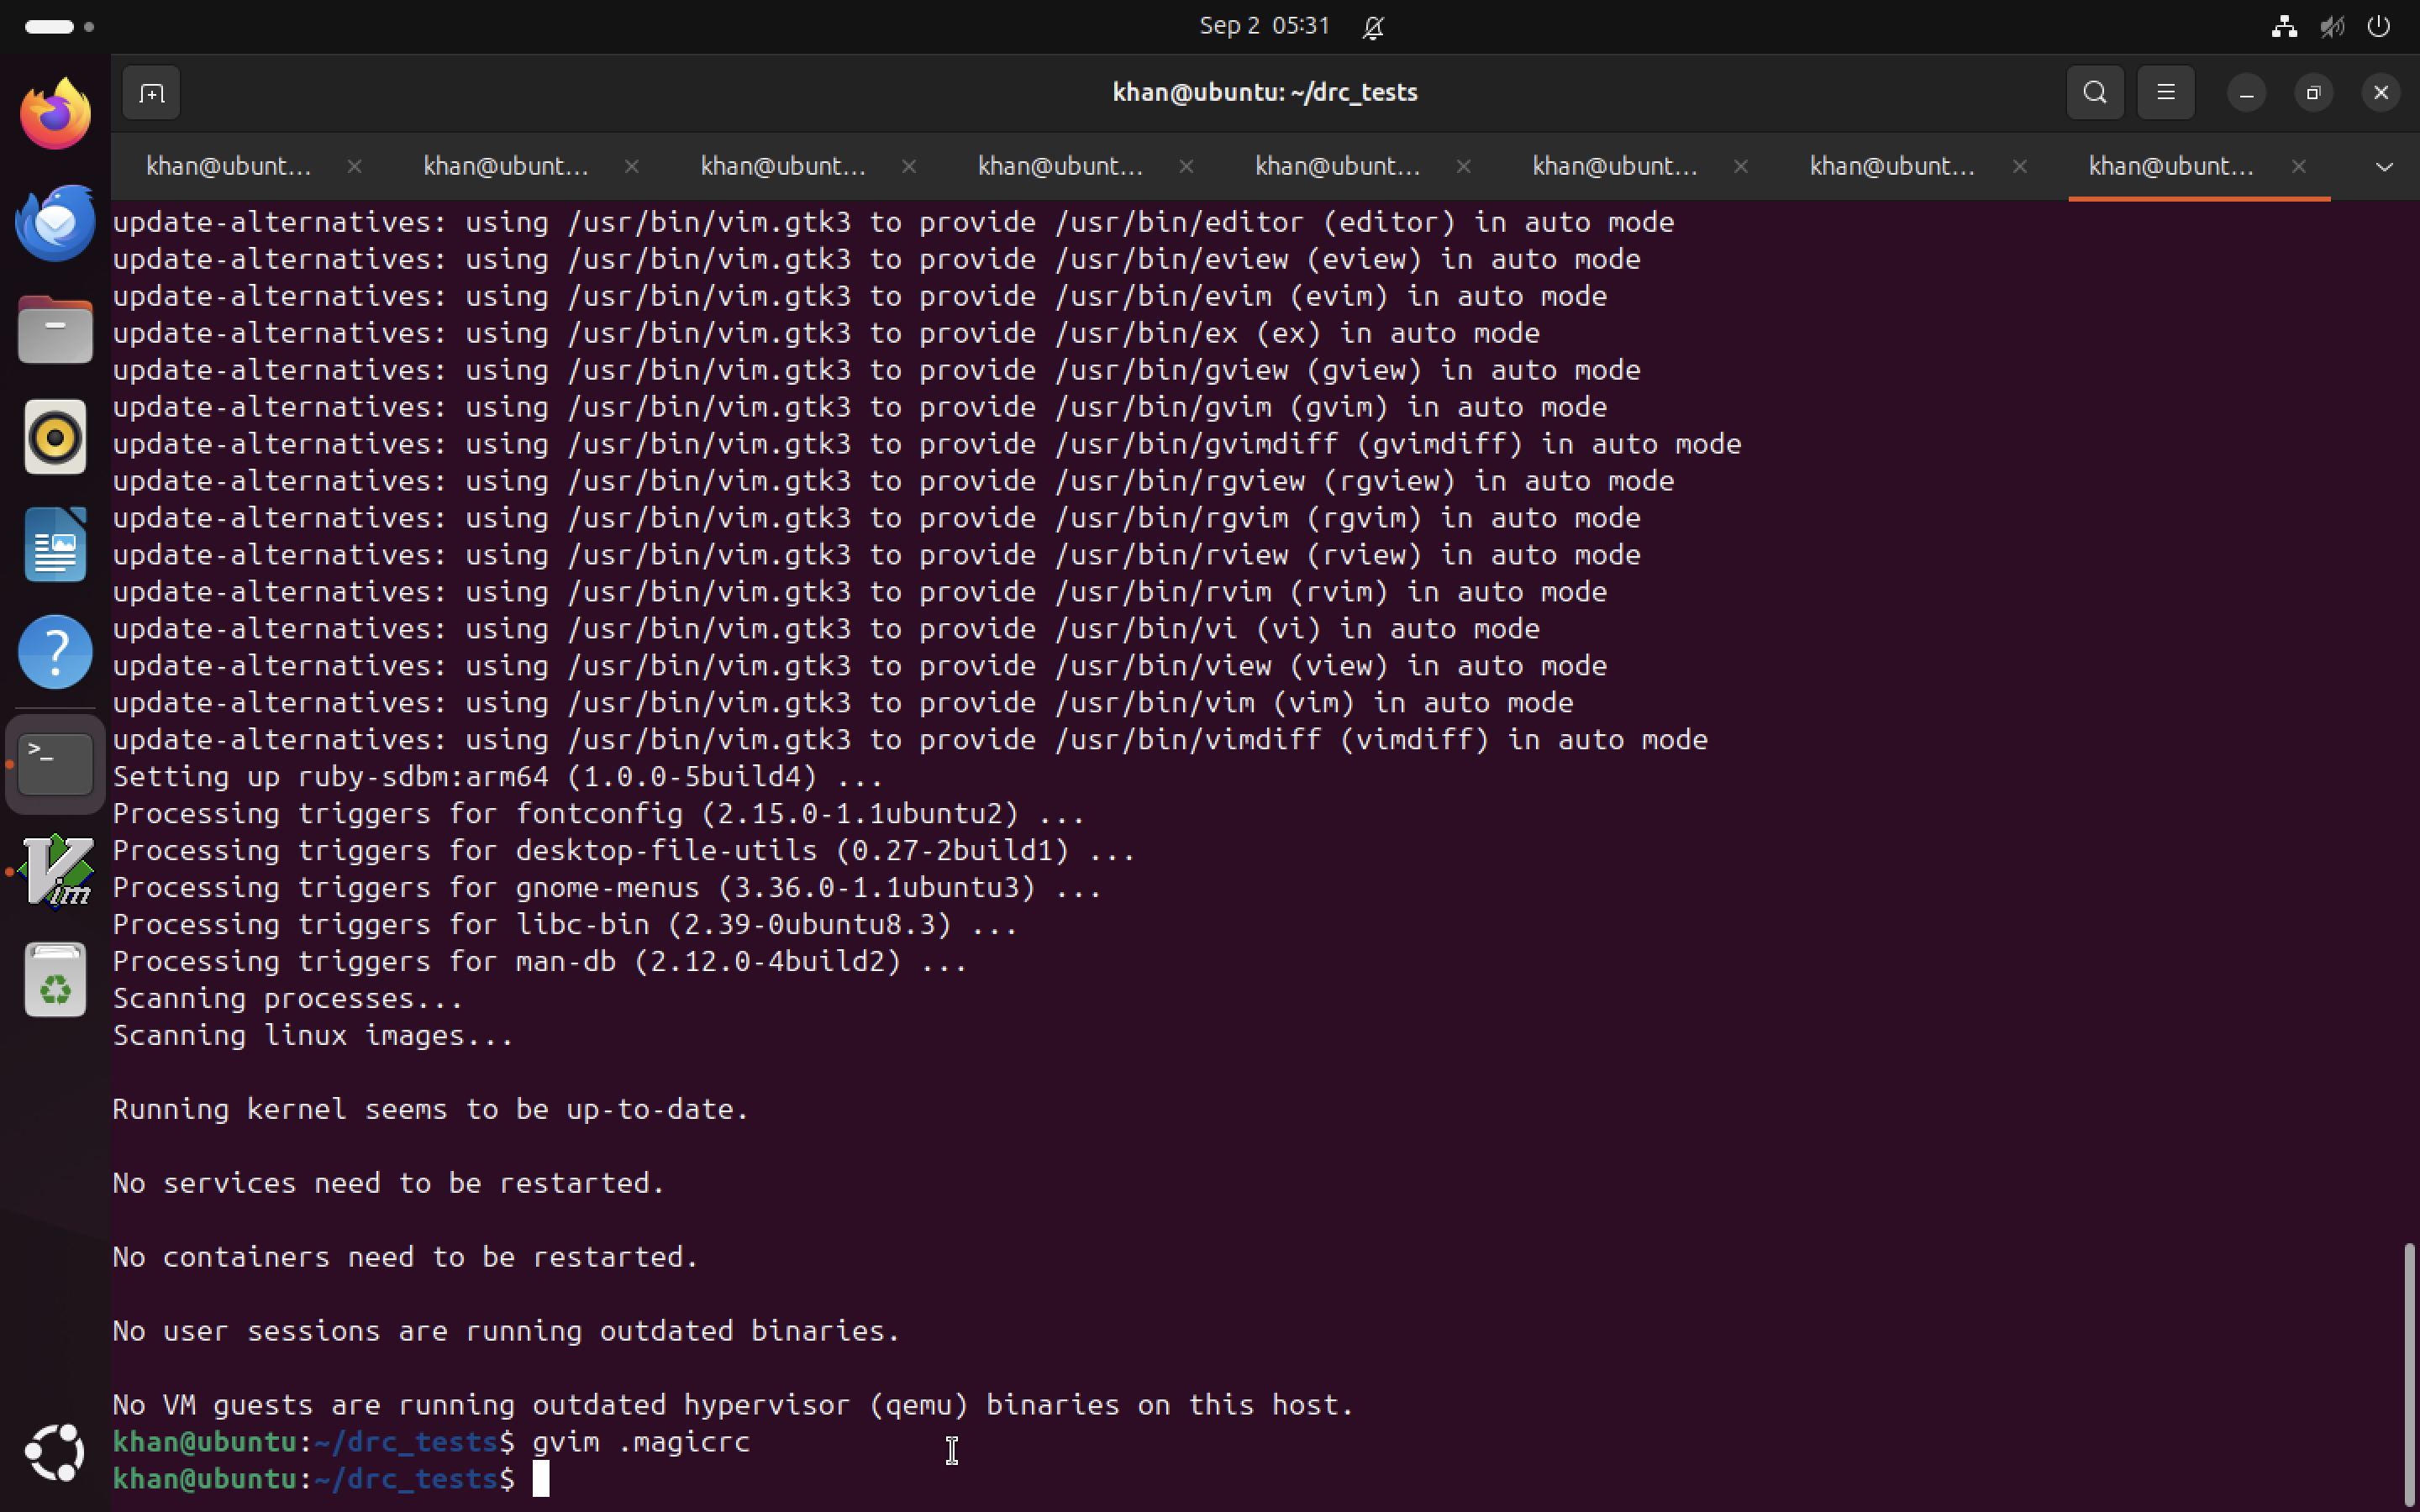 Sep 2 05:31
khan@ubuntu: ~/drc_tests
khan@ubunt... khan@ubunt... khan@ubunt... khan@ubunt... khan@ubunt... khan@ubunt... khan@ubunt... khan@ubunt...
update-alternatives: using /usr/bin/vim.gtk3 to provide /usr/bin/editor (editor) in auto mode
update-alternatives: using /usr/bin/vim.gtk3 to provide /usr/bin/eview (eview) in auto mode
update-alternatives: using /usr/bin/vim.gtk3 to provide /usr/bin/evim (evim) in auto mode
update-alternatives: using /usr/bin/vim.gtk3 to provide /usr/bin/ex (ex) in auto mode
update-alternatives: using /usr/bin/vim.gtk3 to provide /usr/bin/gview (gview) in auto mode
update-alternatives: using /usr/bin/vim.gtk3 to provide /usr/bin/gvim (gvim) in auto mode
update-alternatives: using /usr/bin/vim.gtk3 to provide /usr/bin/gvimdiff (gvimdiff) in auto mode
update-alternatives: using /usr/bin/vim.gtk3 to provide /usr/bin/rgview (rgview) in auto mode
update-alternatives: using /usr/bin/vim.gtk3 to provide /usr/bin/rgvim (rgvim) in auto mode
update-alternatives: using /usr/bin/vim.gtk3 to provide /usr/bin/rview (rview) in auto mode
update-alternatives: using /usr/bin/vim.gtk3 to provide /usr/bin/rvim (rvim) in auto mode
update-alternatives: using /usr/bin/vim.gtk3 to provide /usr/bin/vi (vi) in auto mode
update-alternatives: using /usr/bin/vim.gtk3 to provide /usr/bin/view (view) in auto mode
update-alternatives: using /usr/bin/vim.gtk3 to provide /usr/bin/vim (vim) in auto mode
update-alternatives: using /usr/bin/vim.gtk3 to provide /usr/bin/vimdiff (vimdiff) in auto mode
Setting up ruby-sdbm:arm64 (1.0.0-5build4) ...
Processing triggers for fontconfig (2.15.0-1.1ubuntu2) ...
Processing triggers for desktop-file-utils (0.27-2build1) ...
Processing triggers for gnome-menus (3.36.0-1.1ubuntu3) ...
Processing triggers for libc-bin (2.39-0ubuntu8.3) ...
Processing triggers for man-db (2.12.0-4build2) ...
Scanning processes...
Scanning linux images...
Running kernel seems to be up-to-date.
No services need to be restarted.
No containers need to be restarted.
No user sessions are running outdated binaries.
No VM guests are running outdated hypervisor (qemu) binaries on this host.
khan@ubuntu:~/drc_tests$ gvim .magicrc
khan@ubuntu:~/drc_tests$
Vim